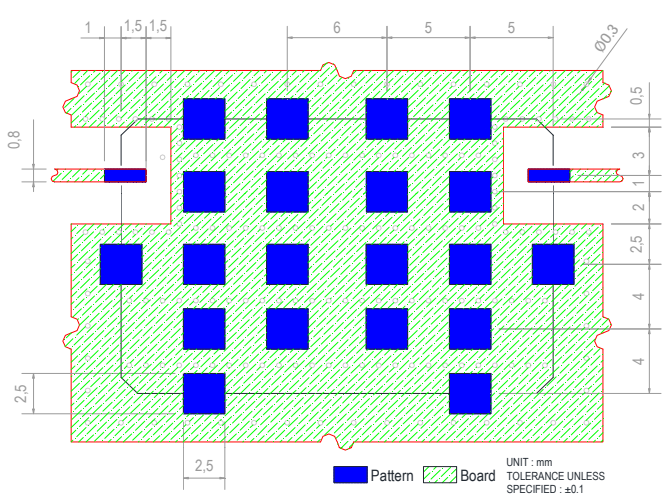 1
1,5
1,5
6
5
5
Ø0.3
0,5
3
1
2
2,5
4
4
0,8
2,5
2,5
Pattern
Board
UNIT : mm
TOLERANCE UNLESS
SPECIFIED : ±0.1